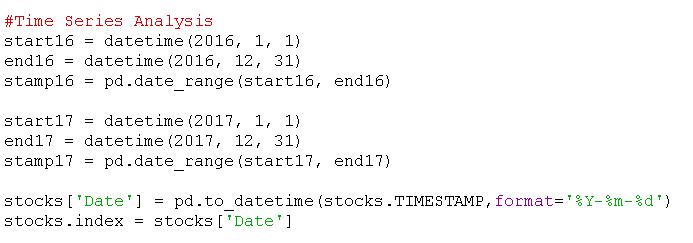 #Time Series Analysis
start16 = datetime(2016, 1, 1)
end16 = datetime(2016, 12, 31)
stamp16 = pd.date_range(start16, end16)
start17 = datetime(2017, 1, 1)
end17 = datetime(2017, 12, 31)
stamp17 = pd.date_range(start17, end17)
stocks['Date'] = pd.to_datetime(stocks.TIMESTAMP,format='%Y-%m-%d')
stocks.index = stocks['Date']